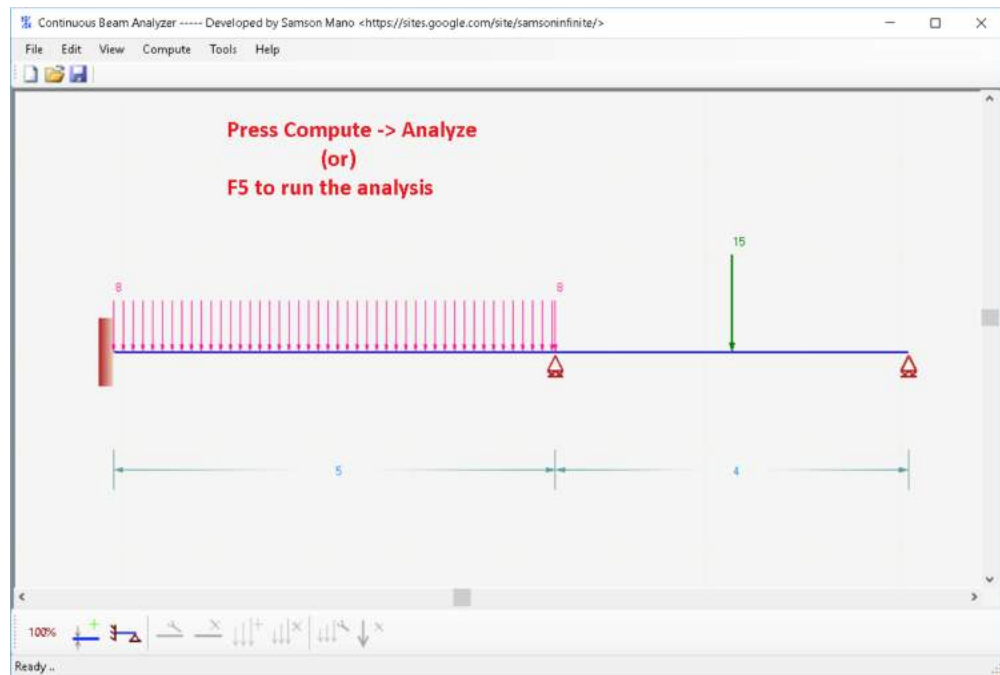 Continuous Beam Analyzer ----- Developed by Samson Mano <https://sites.google.com/site/samsoninfinite/>
File Edit View Compute Tools Help
Press Compute -> Analyze
(or)
F5 to run the analysis
15
8 8
5 4
100%
Ready ..